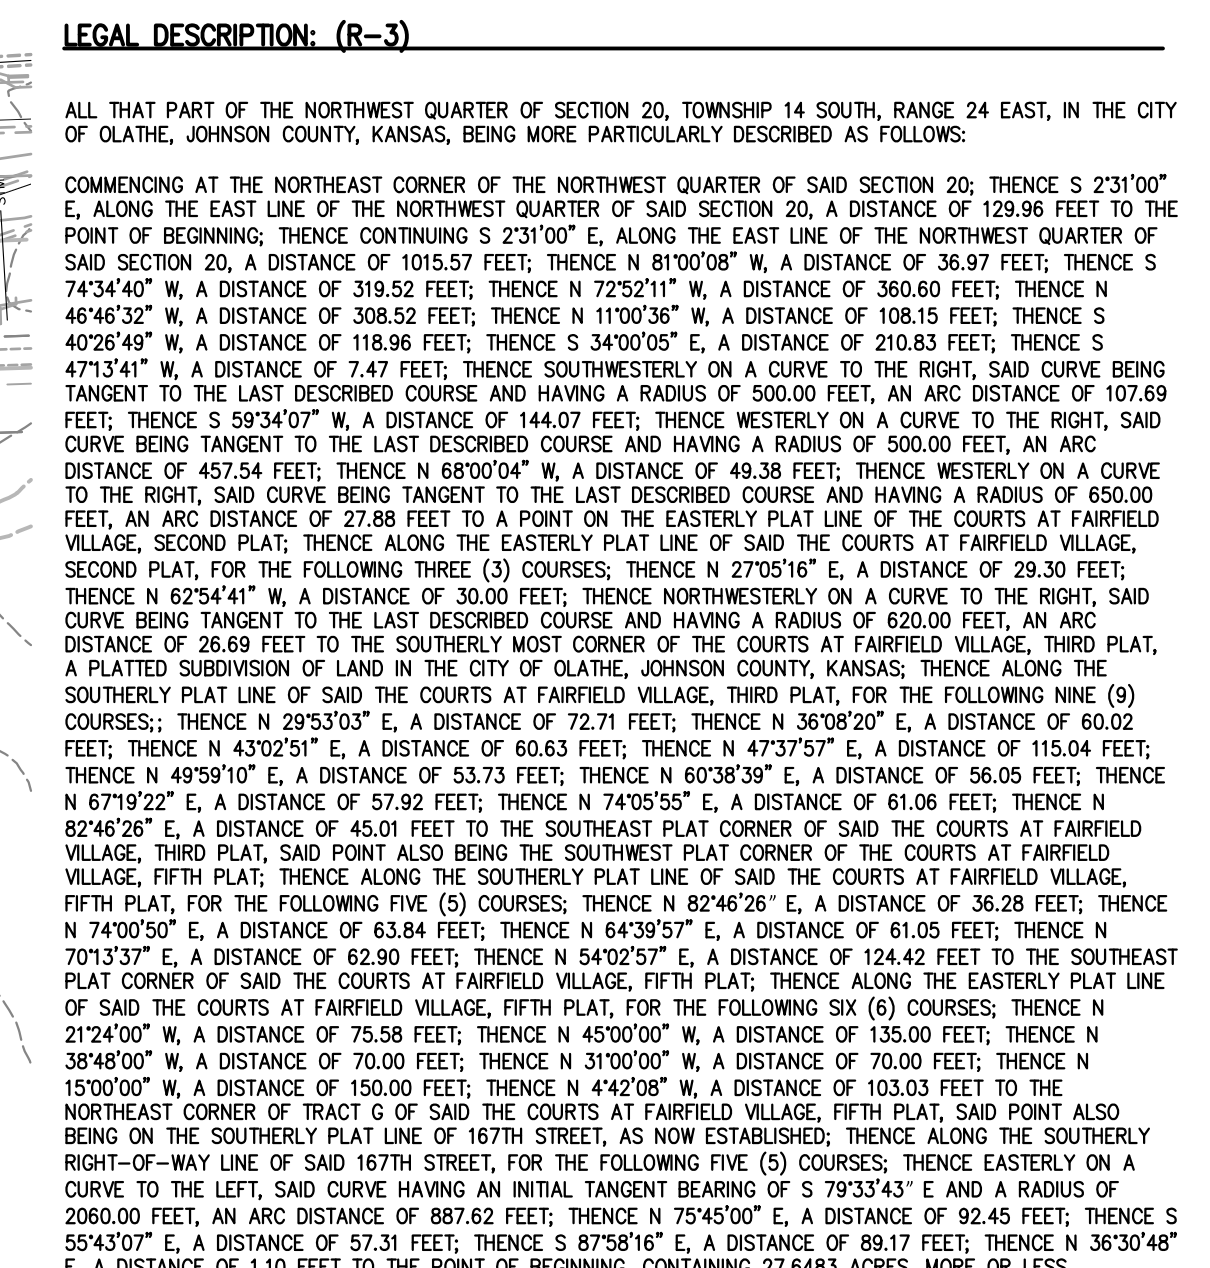 LEGAL DESCRIPTION: (R-3)
ALL THAT PART OF THE NORTHWEST QUARTER OF SECTION 20, TOWNSHIP 14 SOUTH, RANGE 24 EAST, IN THE CITY
OF OLATHE, JOHNSON COUNTY, KANSAS, BEING MORE PARTICULARLY DESCRIBED AS FOLLOWS:
COMMENCING AT THE NORTHEAST CORNER OF THE NORTHWEST QUARTER OF SAID SECTION 20; THENCE S 2°31'00"
E, ALONG THE EAST LINE OF THE NORTHWEST QUARTER OF SAID SECTION 20, A DISTANCE OF 129.96 FEET TO THE
POINT OF BEGINNING; THENCE CONTINUING S 2°31'00" E, ALONG THE EAST LINE OF THE NORTHWEST QUARTER OF
SAID SECTION 20, A DISTANCE OF 1015.57 FEET; THENCE N 81°00'08" W, A DISTANCE OF 36.97 FEET; THENCE S
74°34'40" W, A DISTANCE OF 319.52 FEET; THENCE N 72°52'11" W, A DISTANCE OF 360.60 FEET; THENCE N
46°46'32" W, A DISTANCE OF 308.52 FEET; THENCE N 11°00'36" W, A DISTANCE OF 108.15 FEET; THENCE S
40°26'49" W, A DISTANCE OF 118.96 FEET; THENCE S 34°00'05" E, A DISTANCE OF 210.83 FEET; THENCE S
47°13'41" W, A DISTANCE OF 7.47 FEET; THENCE SOUTHWESTERLY ON A CURVE TO THE RIGHT, SAID CURVE BEING
TANGENT TO THE LAST DESCRIBED COURSE AND HAVING A RADIUS OF 500.00 FEET, AN ARC DISTANCE OF 107.69
FEET; THENCE S 59°34'07" W, A DISTANCE OF 144.07 FEET; THENCE WESTERLY ON A CURVE TO THE RIGHT, SAID
CURVE BEING TANGENT TO THE LAST DESCRIBED COURSE AND HAVING A RADIUS OF 500.00 FEET, AN ARC
DISTANCE OF 457.54 FEET; THENCE N 68°00'04" W, A DISTANCE OF 49.38 FEET; THENCE WESTERLY ON A CURVE
TO THE RIGHT, SAID CURVE BEING TANGENT TO THE LAST DESCRIBED COURSE AND HAVING A RADIUS OF 650.00
FEET, AN ARC DISTANCE OF 27.88 FEET TO A POINT ON THE EASTERLY PLAT LINE OF THE COURTS AT FAIRFIELD
VILLAGE, SECOND PLAT; THENCE ALONG THE EASTERLY PLAT LINE OF SAID THE COURTS AT FAIRFIELD VILLAGE,
SECOND PLAT, FOR THE FOLLOWING THREE (3) COURSES; THENCE N 27°05'16" E, A DISTANCE OF 29.30 FEET;
THENCE N 62°54'41" W, A DISTANCE OF 30.00 FEET; THENCE NORTHWESTERLY ON A CURVE TO THE RIGHT, SAID
CURVE BEING TANGENT TO THE LAST DESCRIBED COURSE AND HAVING A RADIUS OF 620.00 FEET, AN ARC
DISTANCE OF 26.69 FEET TO THE SOUTHERLY MOST CORNER OF THE COURTS AT FAIRFIELD VILLAGE, THIRD PLAT,
A PLATTED SUBDIVISION OF LAND IN THE CITY OF OLATHE, JOHNSON COUNTY, KANSAS; THENCE ALONG THE
SOUTHERLY PLAT LINE OF SAID THE COURTS AT FAIRFIELD VILLAGE, THIRD PLAT, FOR THE FOLLOWING NINE (9)
COURSES;; THENCE N 29°53'03" E, A DISTANCE OF 72.71 FEET; THENCE N 36°08'20" E, A DISTANCE OF 60.02
FEET; THENCE N 43°02'51" E, A DISTANCE OF 60.63 FEET; THENCE N 47°37'57" E, A DISTANCE OF 115.04 FEET;
THENCE N 49°59'10" E, A DISTANCE OF 53.73 FEET; THENCE N 60°38'39" E, A DISTANCE OF 56.05 FEET; THENCE
N 67°19'22" E, A DISTANCE OF 57.92 FEET; THENCE N 74°05'55" E, A DISTANCE OF 61.06 FEET; THENCE N
82°46'26" E, A DISTANCE OF 45.01 FEET TO THE SOUTHEAST PLAT CORNER OF SAID THE COURTS AT FAIRFIELD
VILLAGE, THIRD PLAT, SAID POINT ALSO BEING THE SOUTHWEST PLAT CORNER OF THE COURTS AT FAIRFIELD
VILLAGE, FIFTH PLAT; THENCE ALONG THE SOUTHERLY PLAT LINE OF SAID THE COURTS AT FAIRFIELD VILLAGE,
FIFTH PLAT, FOR THE FOLLOWING FIVE (5) COURSES; THENCE N 82°46'26" E, A DISTANCE OF 36.28 FEET; THENCE
N 74°00'50" E, A DISTANCE OF 63.84 FEET; THENCE N 64°39'57" E, A DISTANCE OF 61.05 FEET; THENCE N
70°13'37" E, A DISTANCE OF 62.90 FEET; THENCE N 54°02'57" E, A DISTANCE OF 124.42 FEET TO THE SOUTHEAST
PLAT CORNER OF SAID THE COURTS AT FAIRFIELD VILLAGE, FIFTH PLAT; THENCE ALONG THE EASTERLY PLAT LINE
OF SAID THE COURTS AT FAIRFIELD VILLAGE, FIFTH PLAT, FOR THE FOLLOWING SIX (6) COURSES; THENCE N
21°24'00" W, A DISTANCE OF 75.58 FEET; THENCE N 45°00'00" W, A DISTANCE OF 135.00 FEET; THENCE N
38°48'00" W, A DISTANCE OF 70.00 FEET; THENCE N 31°00'00" W, A DISTANCE OF 70.00 FEET; THENCE N
15°00'00" W, A DISTANCE OF 150.00 FEET; THENCE N 4°42'08" W, A DISTANCE OF 103.03 FEET TO THE
NORTHEAST CORNER OF TRACT G OF SAID THE COURTS AT FAIRFIELD VILLAGE, FIFTH PLAT, SAID POINT ALSO
BEING ON THE SOUTHERLY PLAT LINE OF 167TH STREET, AS NOW ESTABLISHED; THENCE ALONG THE SOUTHERLY
RIGHT-OF-WAY LINE OF SAID 167TH STREET, FOR THE FOLLOWING FIVE (5) COURSES; THENCE EASTERLY ON A
CURVE TO THE LEFT, SAID CURVE HAVING AN INITIAL TANGENT BEARING OF S 79°33'43" E AND A RADIUS OF
2060.00 FEET, AN ARC DISTANCE OF 887.62 FEET; THENCE N 75°45'00" E, A DISTANCE OF 92.45 FEET; THENCE S
55°43'07" E, A DISTANCE OF 57.31 FEET; THENCE S 87°58'16" E, A DISTANCE OF 89.17 FEET; THENCE N 36°30'48"
E, A DISTANCE OF 1.10 FEET TO THE POINT OF BEGINNING, CONTAINING 27.6483 ACRES, MORE OR LESS.